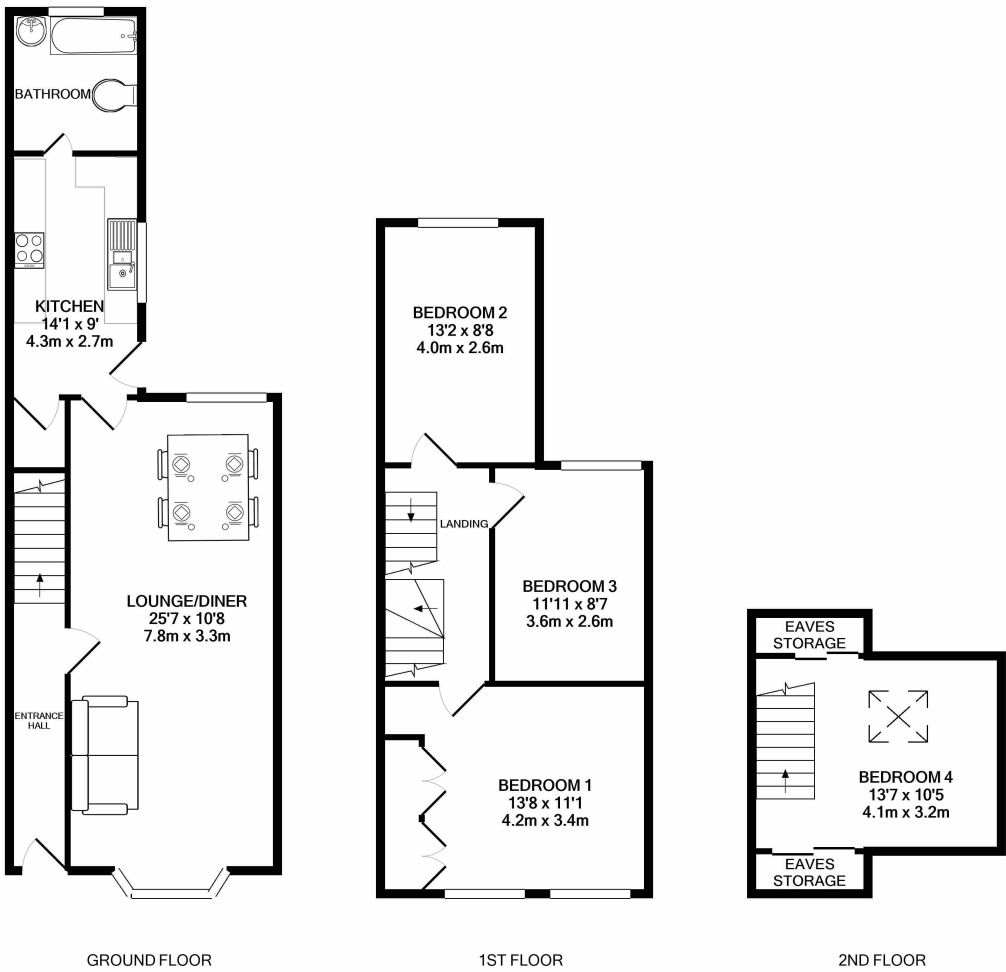 BATHROOM
KITCHEN
14'1 x 9'
4.3m x 2.7m
LOUNGE/DINER
25'7 x 10'8
7.8m x 3.3m
ENTRANCE
HALL
GROUND FLOOR
BEDROOM 2
13'2 x 8'8
4.0m x 2.6m
LANDING
BEDROOM 3
11'11 x 8'7
3.6m x 2.6m
BEDROOM 1
13'8 x 11'1
4.2m x 3.4m
1ST FLOOR
EAVES
STORAGE
BEDROOM 4
13'7 x 10'5
4.1m x 3.2m
EAVES
STORAGE
2ND FLOOR